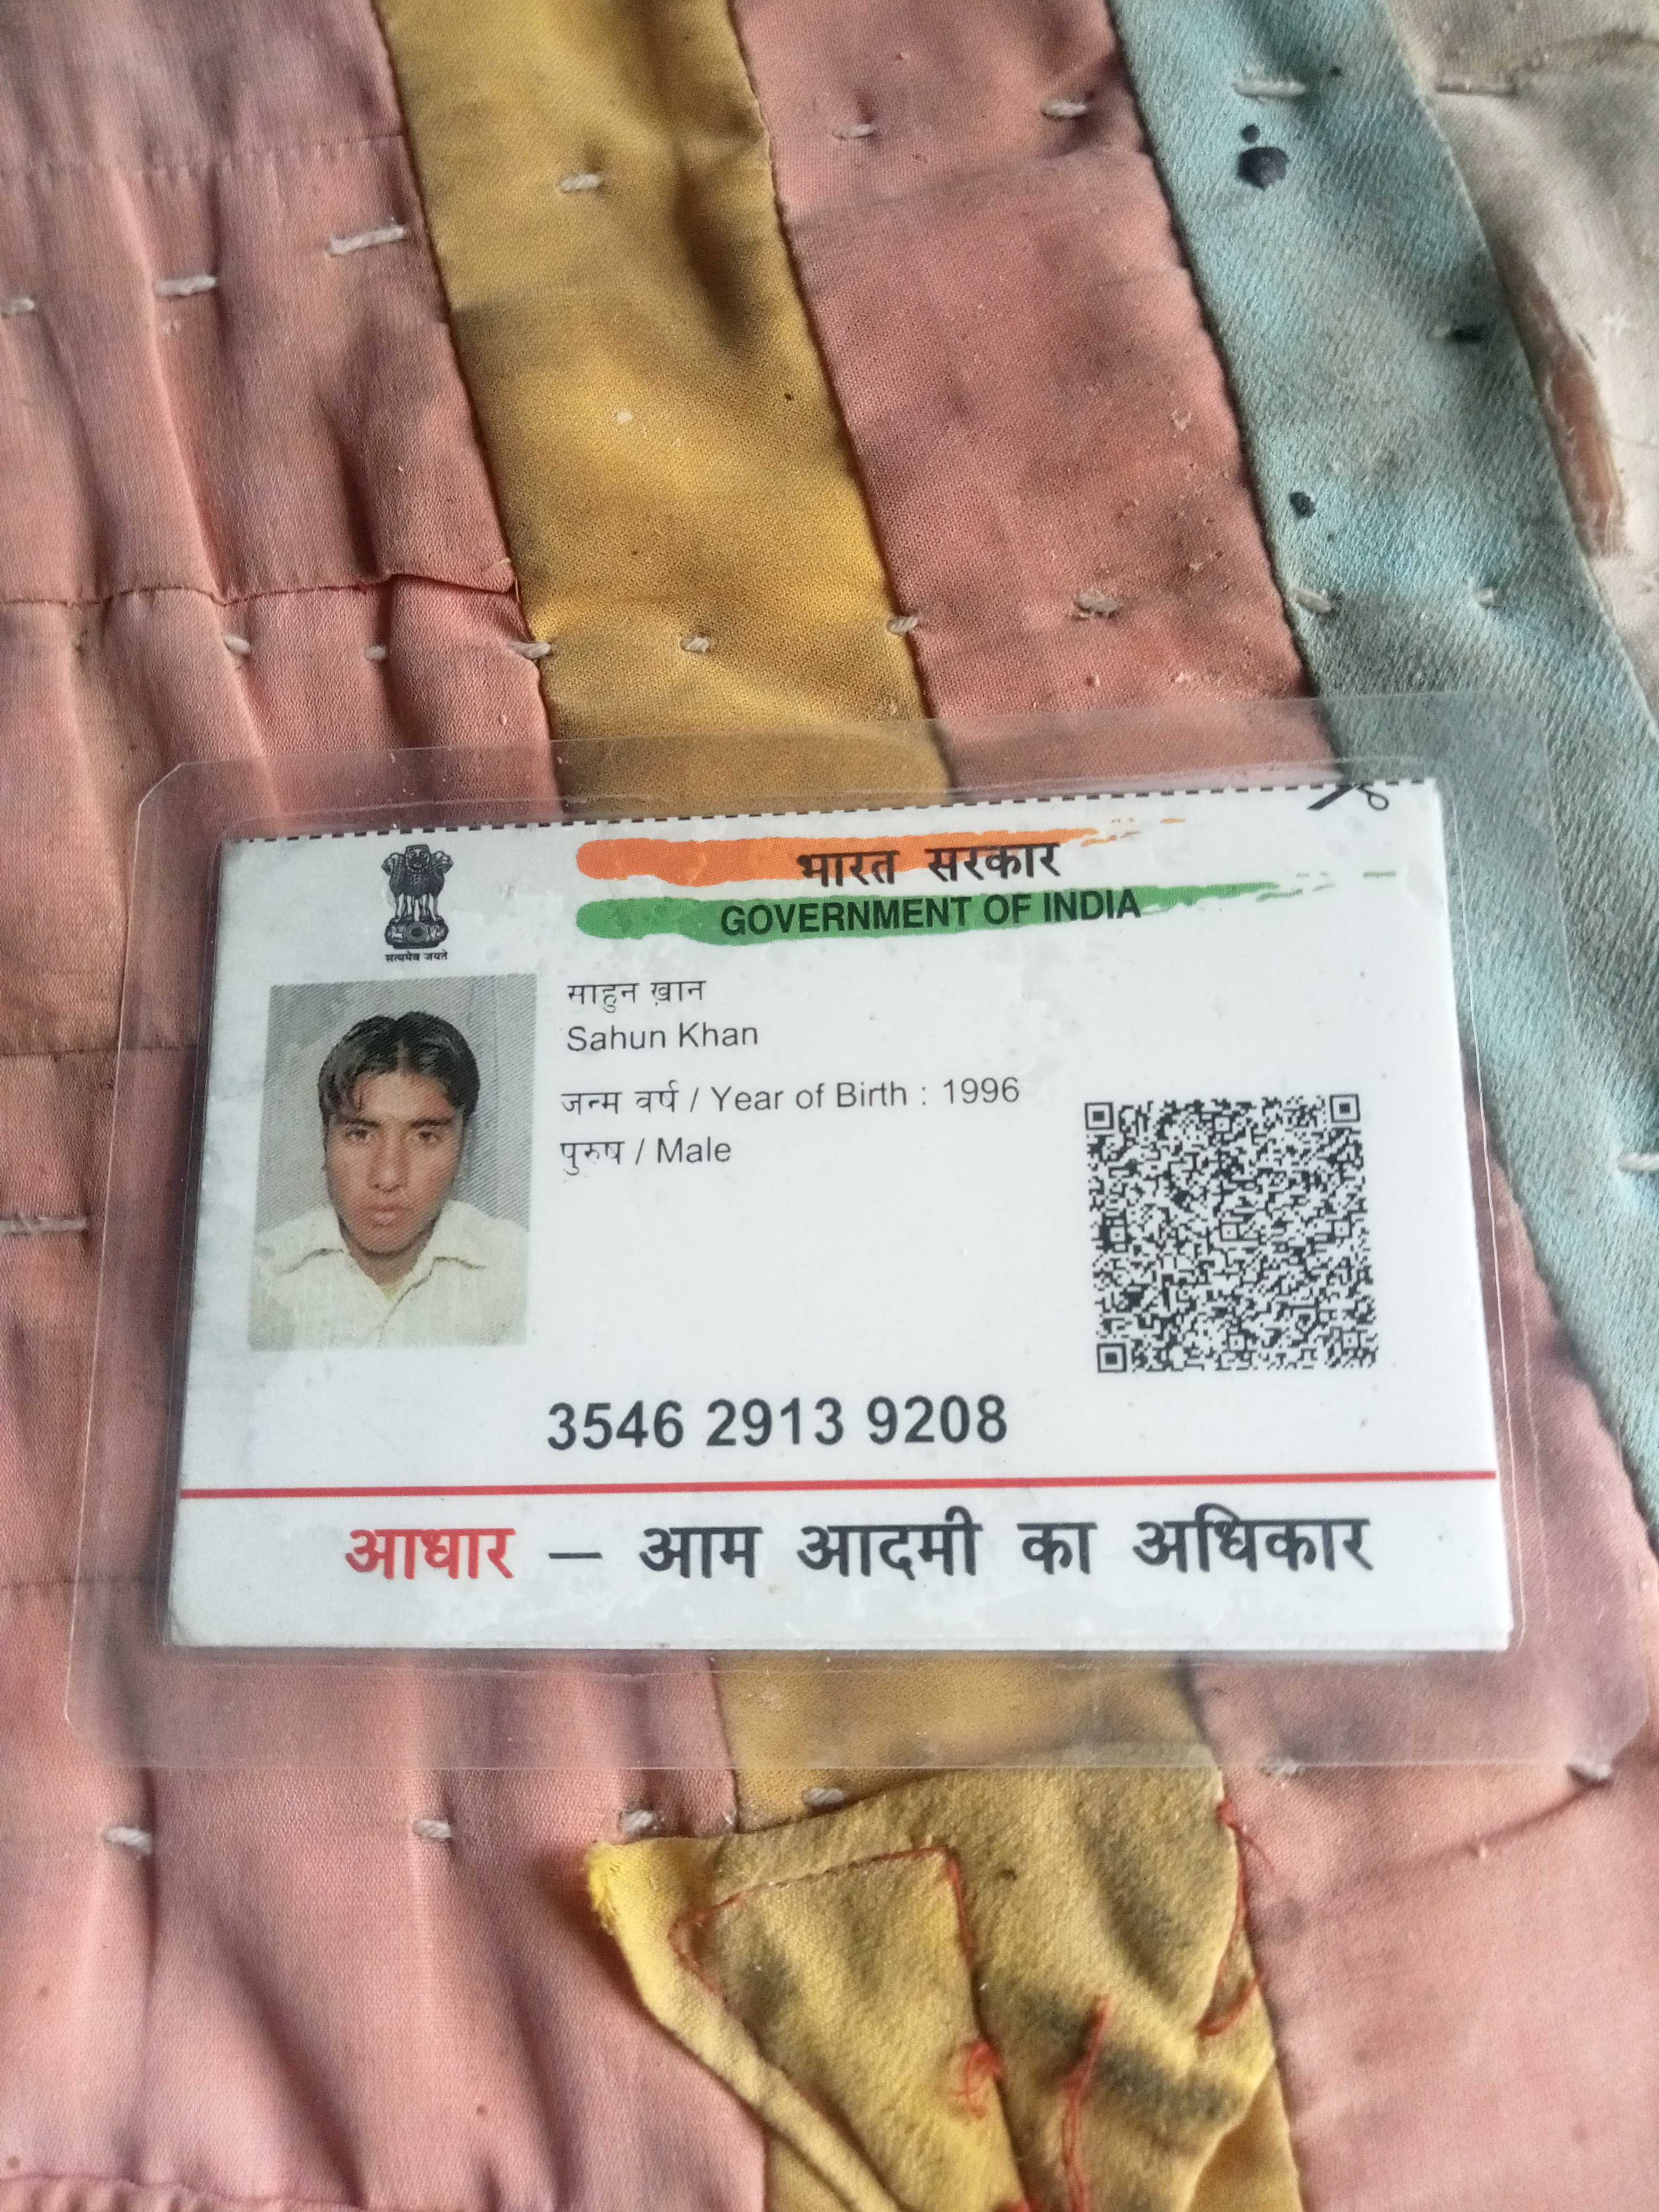 भारत सरकार
GOVERNMENT OF INDIA
सत्यमेव जयते
साहुन ख़ान
Sahun Khan
जन्म वर्ष / Year of Birth : 1996
पुरुष / Male
3546 2913 9208
आधार — आम आदमी का अधिकार